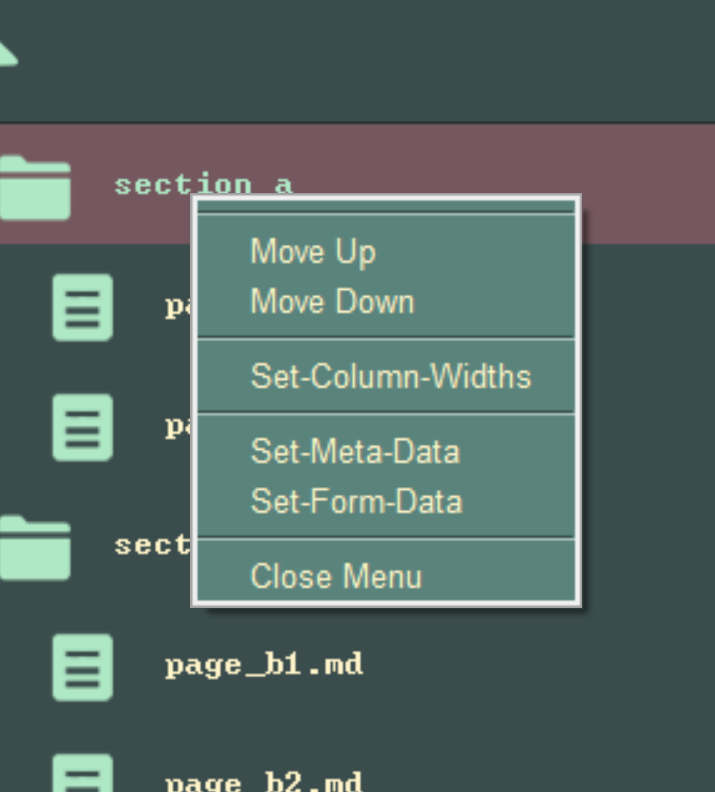 section a
Move Up
Move Down
Set-Column-Widths
Set-Meta-Data
Set-Form-Data
Close Menu
page_b1.md
page_b2.md